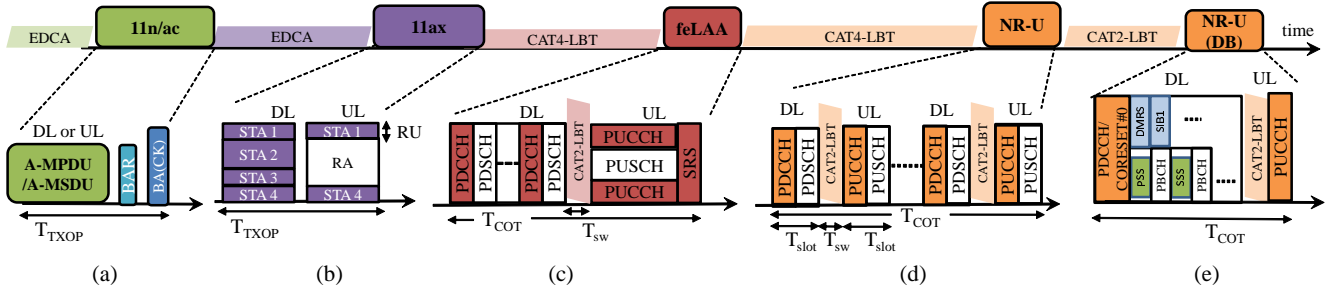 EDCA
11n/ac
EDCA
EDCA
11ax
CAT4-LBT
feLAA
CAT4-LBT
NR-U
CAT2-LBT
NR-U
(DB)
time
DL or UL
A-MPDU
/A-MSDU
BAR
BACK)
T_TXOP
(a)
DL
UL
STA 1
STA 2
STA 3
STA 4
STA 1
RA
STA 4
RU
T_TXOP
(b)
DL
UL
PDCCH
PDSCH
PDCCH
PDSCH
CAT2-LBT
PUCCH
PUSCH
PUCCH
SRS
T_COT
T_sw
(c)
DL
UL
DL
UL
PDCCH
PDSCH
CAT2-LBT
PUCCH
PUSCH
PDCCH
PDSCH
CAT2-LBT
PUCCH
PUSCH
T_COT
T_slot
T_sw
T_slot
(d)
DL
UL
PDCCH/
CORESET#0
DMRS
SIB1
PSS
PBCH
SSS
PBCH
CAT2-LBT
PUCCH
T_COT
(e)